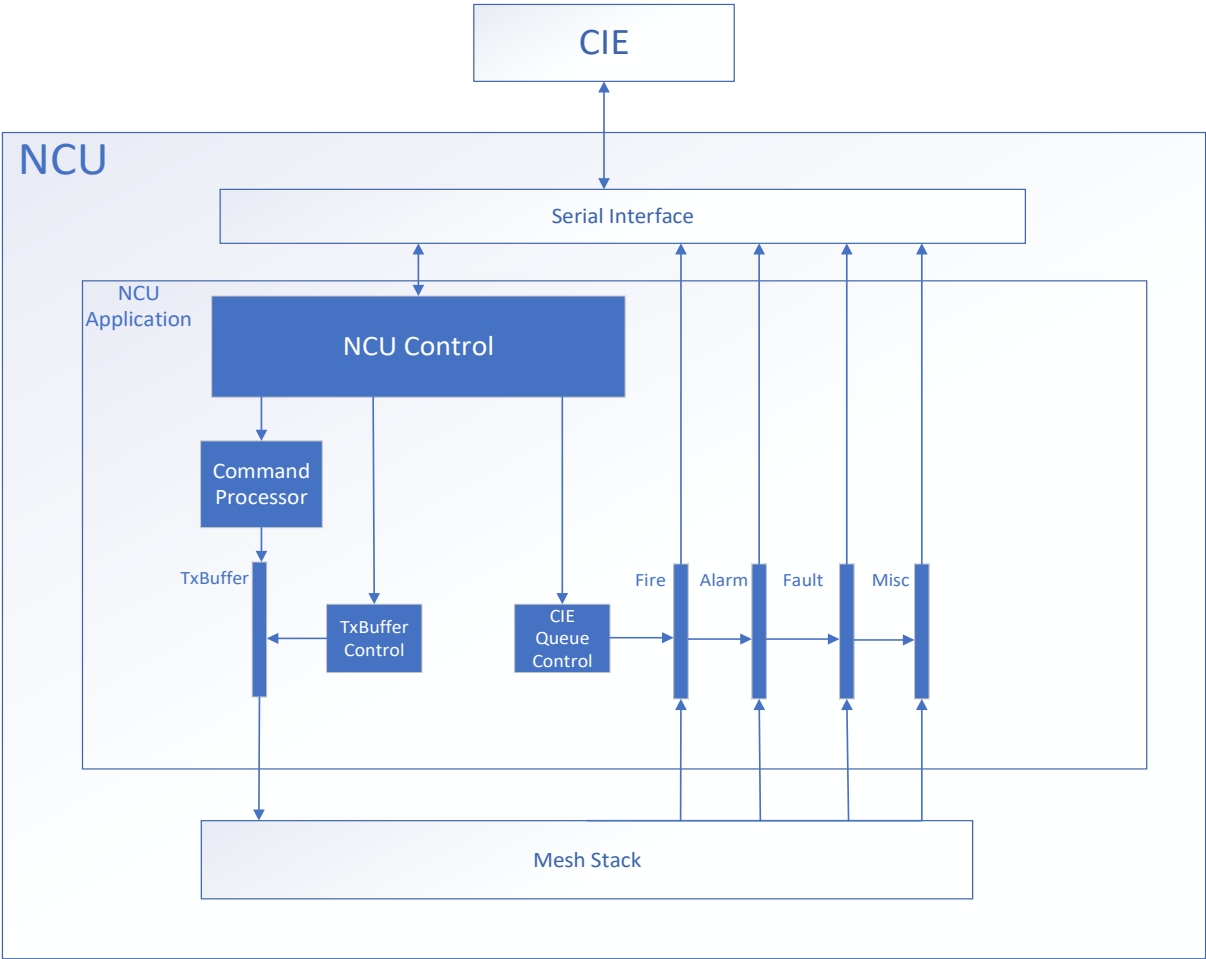 CIE
NCU
Serial Interface
NCU
Application
NCU Control
Command
Processor
TxBuffer
Fire
Alarm
Fault
Misc
TxBuffer
Control
CIE
Queue
Control
Mesh Stack